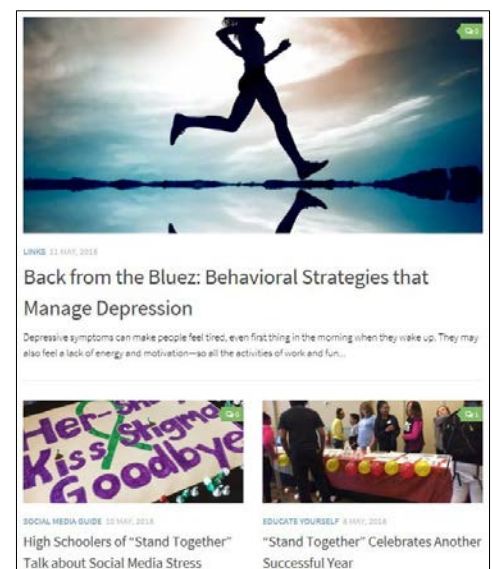 0
LINKS 11 MAY, 2016
Back from the Bluez: Behavioral Strategies that
Manage Depression
Depressive symptoms can make people feel tired, even first thing in the morning when they wake up. They may
also feel a lack of energy and motivation—so all the activities of work and fun...
Her-She
Kiss Stigma
Goodbye
SOCIAL MEDIA GUIDE 10 MAY, 2016
High Schoolers of “Stand Together”
Talk about Social Media Stress
EDUCATE YOURSELF 6 MAY, 2016
“Stand Together” Celebrates Another
Successful Year